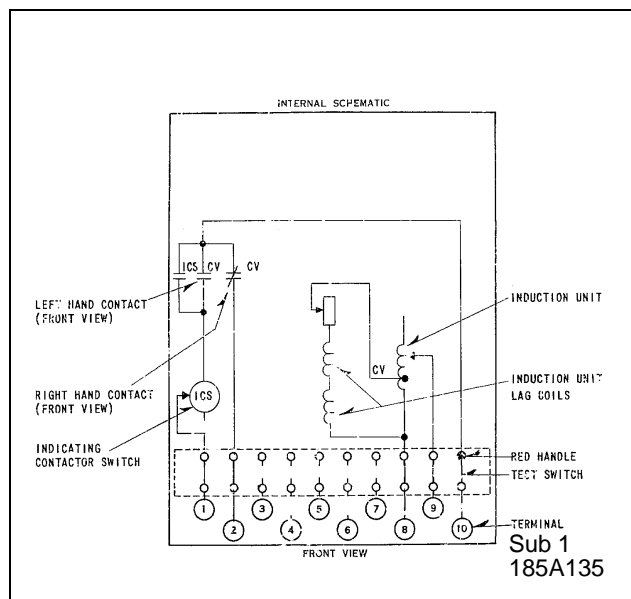 INTERNAL SCHEMATIC
ICS CV
CV
LEFT HAND CONTACT
(FRONT VIEW)
INDUCTION UNIT
CV
RIGHT HAND CONTACT
(FRONT VIEW)
ICS
INDUCTION UNIT
LAG COILS
INDICATING
CONTACTOR SWITCH
RED HANDLE
TEST SWITCH
1
3
5
7
9
2
4
6
8
10
TERMINAL
FRONT VIEW
Sub 1
185A135